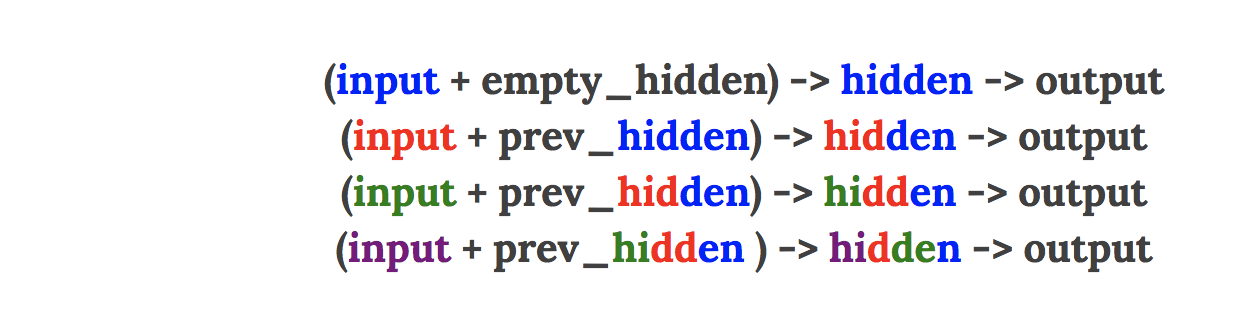 (input + empty_hidden) -> hidden -> output
(input + prev_hidden) -> hidden -> output
(input + prev_hidden) -> hidden -> output
(input + prev_hidden ) -> hidden -> output